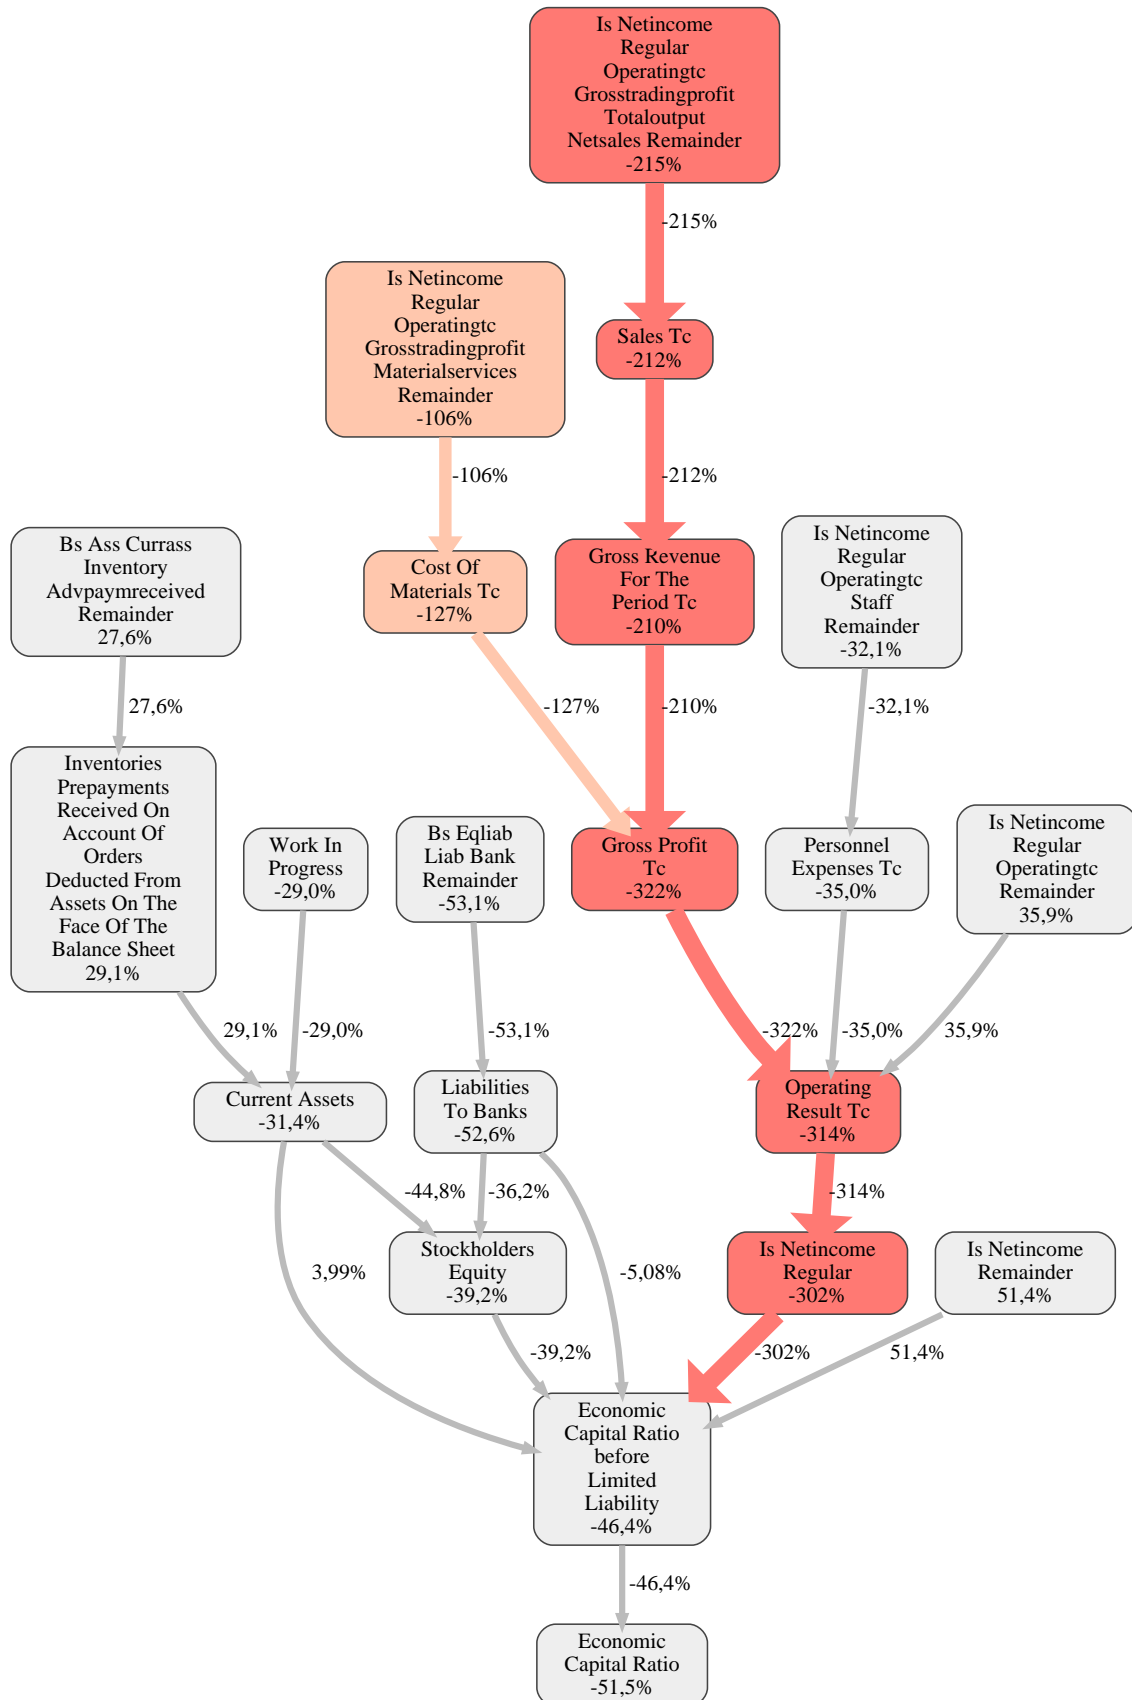 Is Netincome
Regular
Operatingtc
Grosstradingprofit
Totaloutput
Netsales Remainder
-215%
-215%
Is Netincome
Regular
Operatingtc
Grosstradingprofit
Materialservices
Remainder
-106%
Sales Tc
-212%
-106%
-212%
Bs Ass Currass
Inventory
Advpaymreceived
Remainder
27,6%
Cost Of
Materials Tc
-127%
Gross Revenue
For The
Period Tc
-210%
Is Netincome
Regular
Operatingtc
Staff
Remainder
-32,1%
27,6%
-127%
-210%
-32,1%
Inventories
Prepayments
Received On
Account Of
Orders
Deducted From
Assets On The
Face Of The
Balance Sheet
29,1%
Work In
Progress
-29,0%
Bs Eqliab
Liab Bank
Remainder
-53,1%
Gross Profit
Tc
-322%
Personnel
Expenses Tc
-35,0%
Is Netincome
Regular
Operatingtc
Remainder
35,9%
29,1%
-29,0%
-53,1%
-322%
-35,0%
35,9%
Current Assets
-31,4%
Liabilities
To Banks
-52,6%
Operating
Result Tc
-314%
-44,8%
-36,2%
-314%
3,99%
Stockholders
Equity
-39,2%
-5,08%
Is Netincome
Regular
-302%
Is Netincome
Remainder
51,4%
-39,2%
-302%
51,4%
Economic
Capital Ratio
before
Limited
Liability
-46,4%
-46,4%
Economic
Capital Ratio
-51,5%